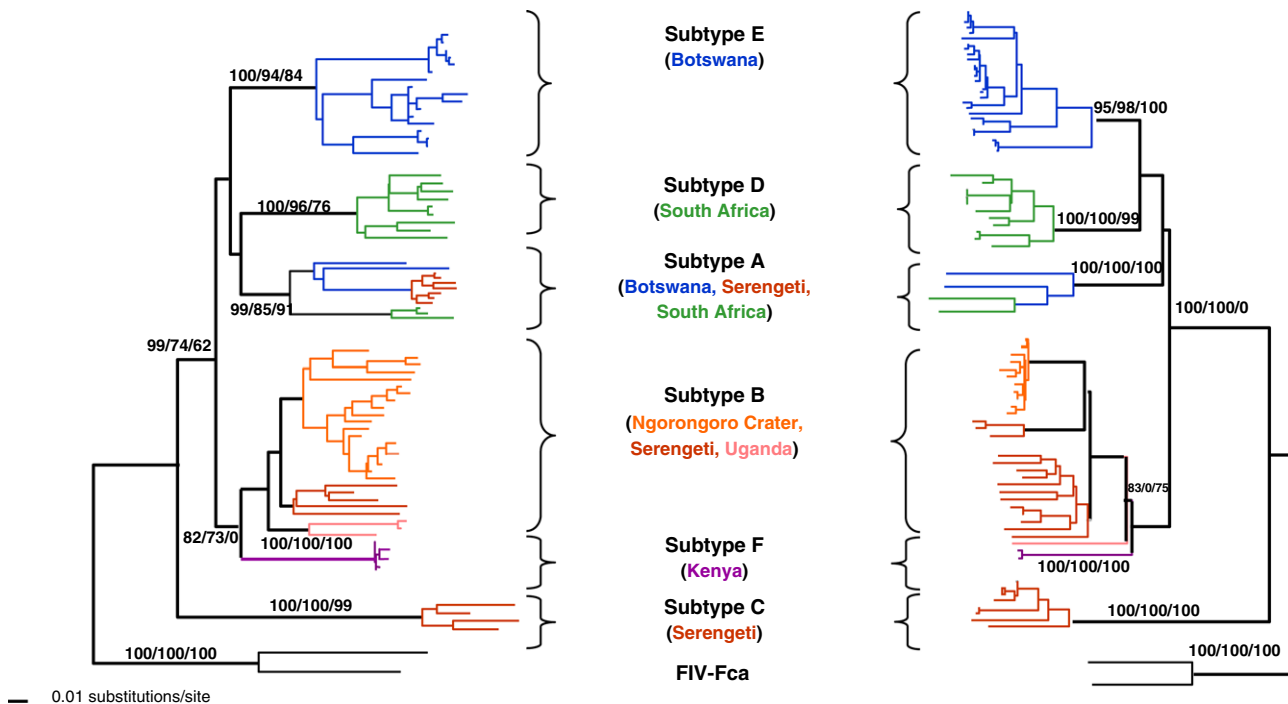 Subtype E
(Botswana)
100/94/84
95/98/100
Subtype D
(South Africa)
100/96/76
100/100/99
Subtype A
(Botswana, Serengeti,
South Africa)
99/85/91
100/100/100
100/100/0
99/74/62
Subtype B
(Ngorongoro Crater,
Serengeti, Uganda)
83/0/75
82/73/0
100/100/100
Subtype F
(Kenya)
100/100/100
100/100/99
Subtype C
(Serengeti)
100/100/100
100/100/100
FIV-Fca
100/100/100
0.01 substitutions/site